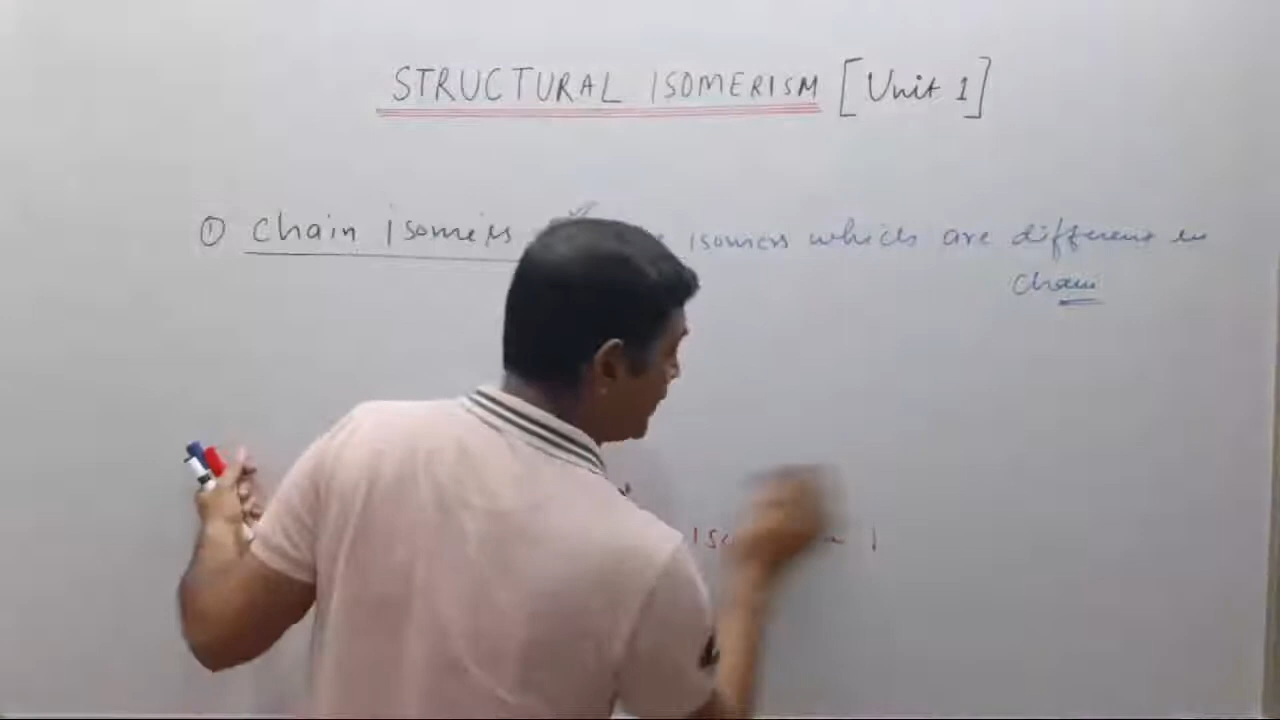 STRUCTURAL ISOMERISM [Unit 1]
① Chain isomers isomers which are different in
chain